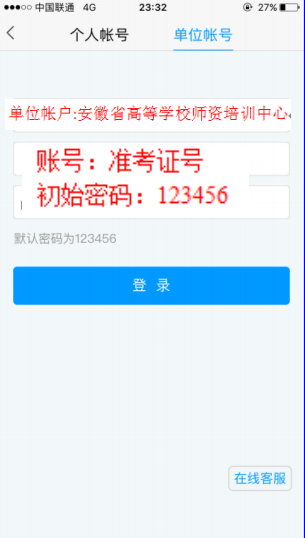 中国联通 4G 23:32 27%
个人帐号 单位帐号
单位帐户:安徽省高等学校师资培训中心
账号：准考证号
初始密码：123456
默认密码为123456
登 录
在线客服